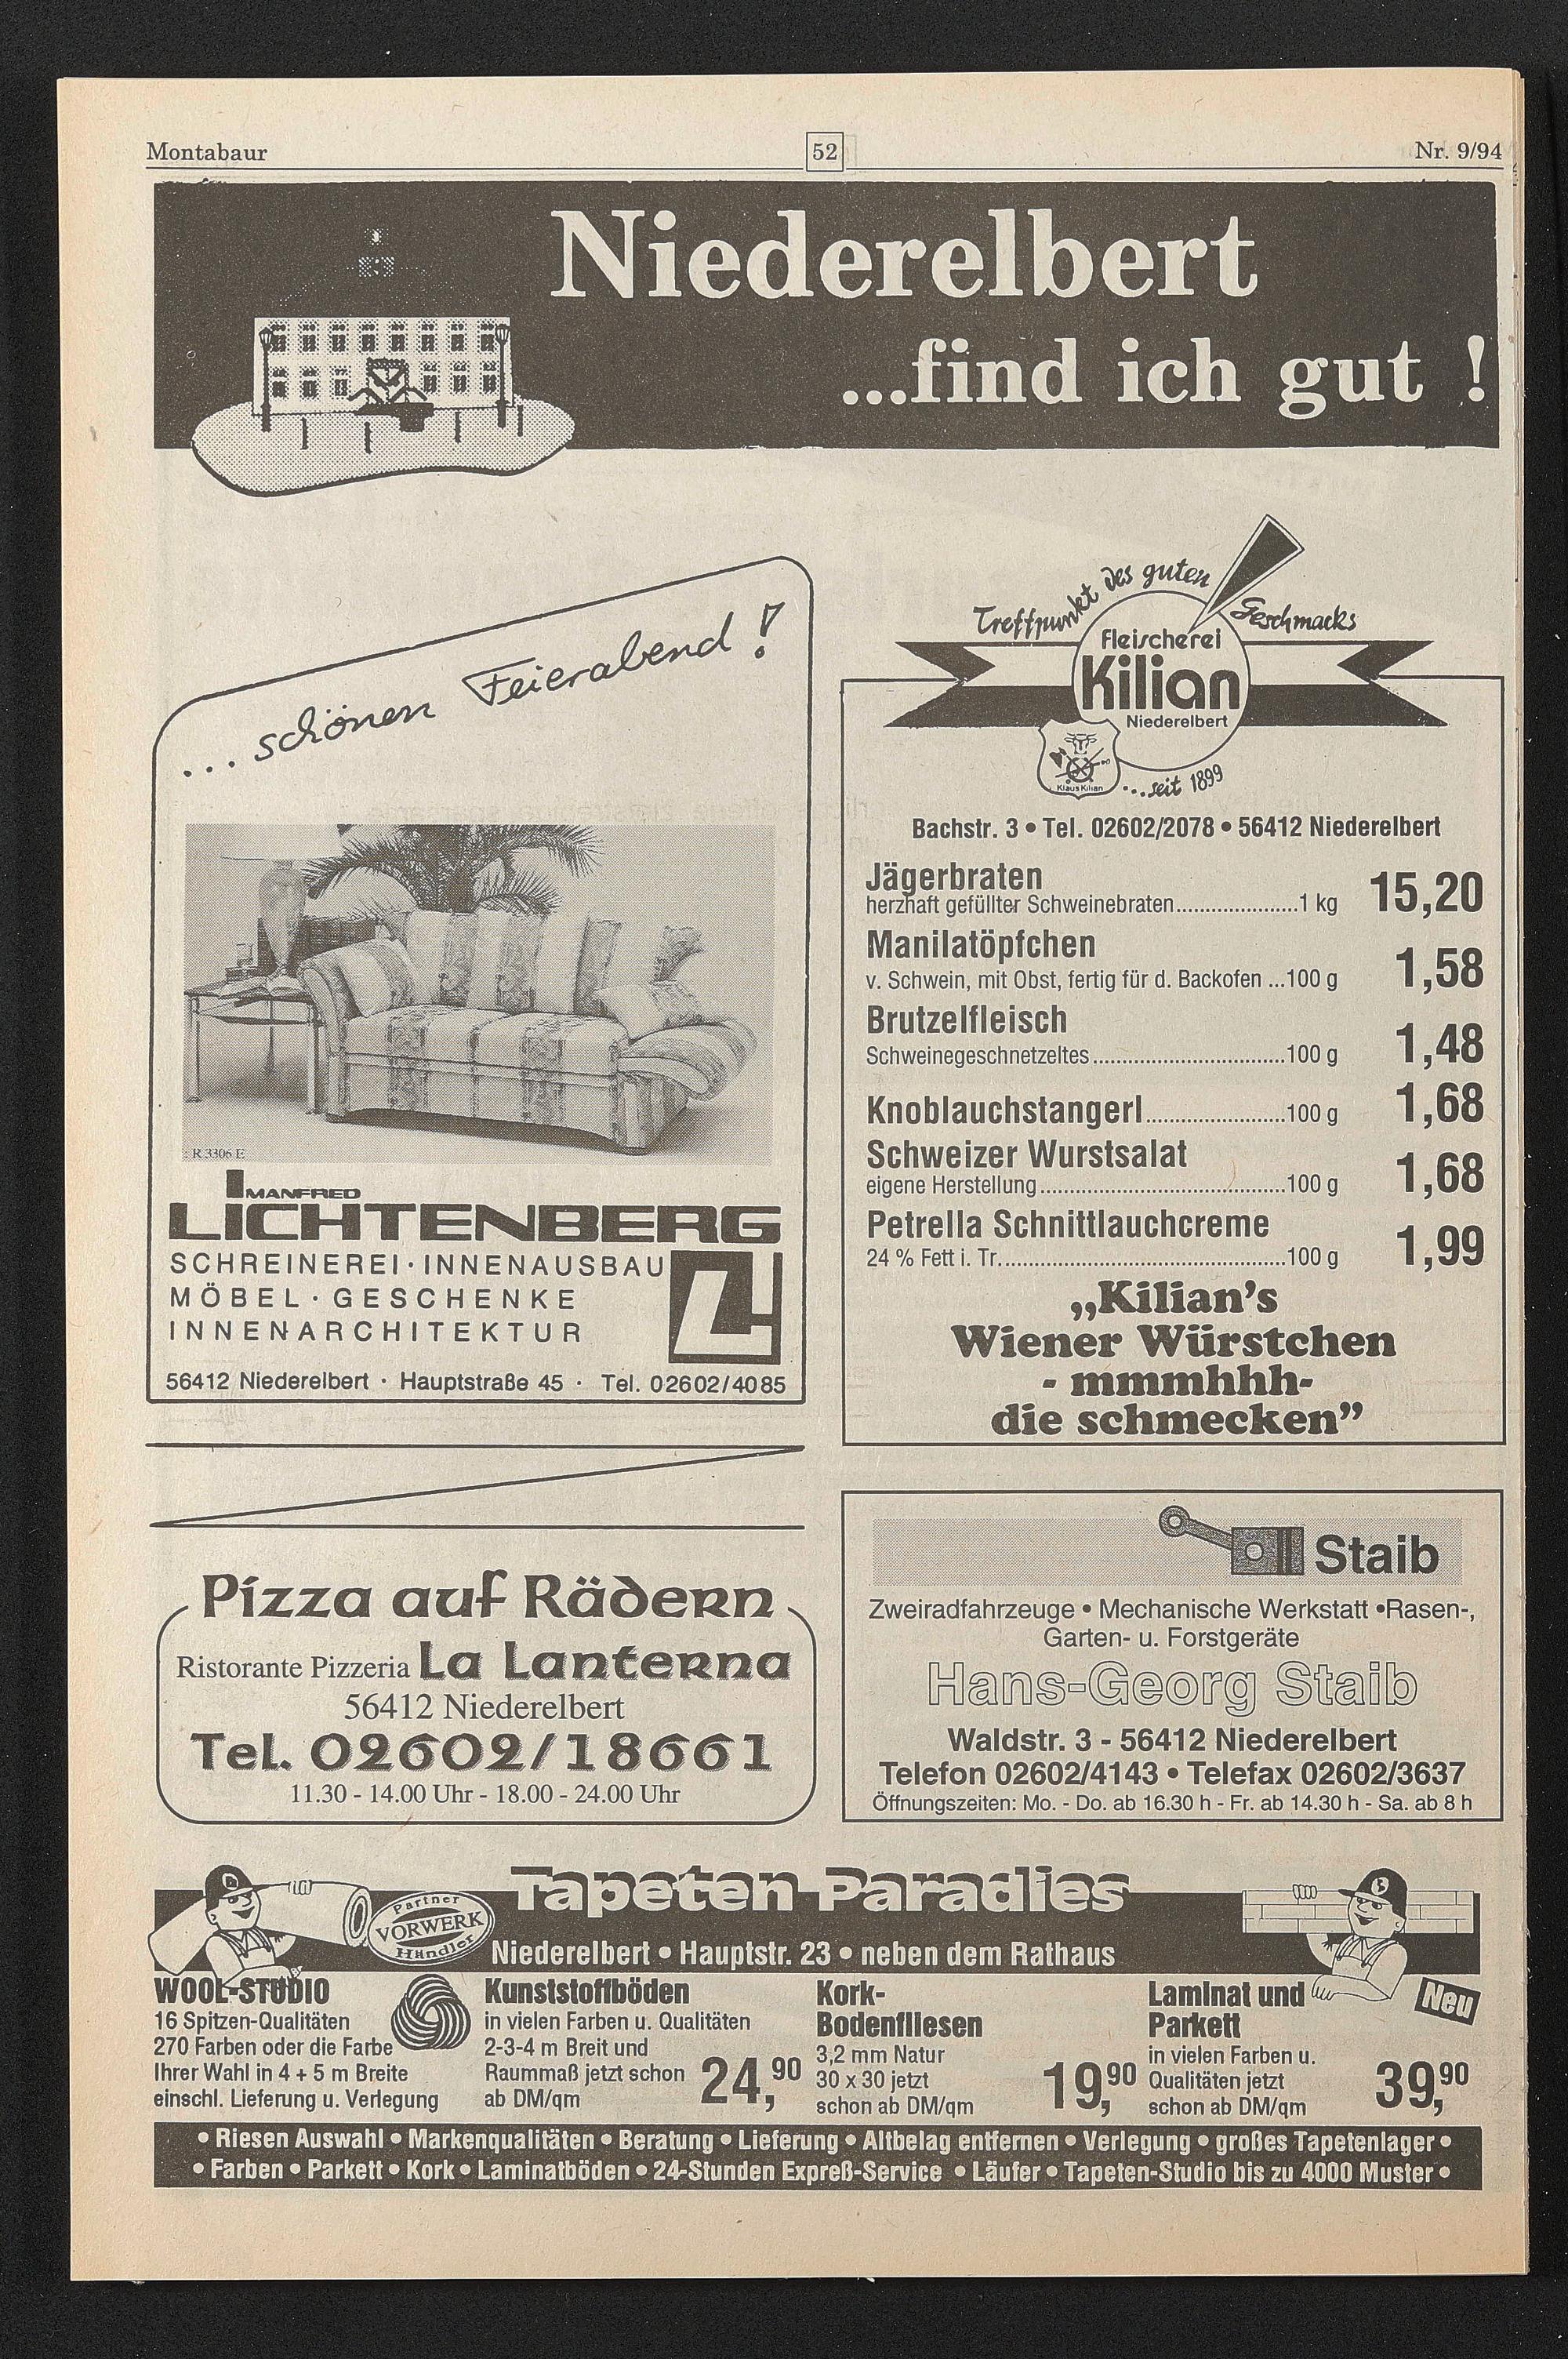 Montabaur
52
Nr. 9/94
Niederelbert
...find ich gut !
... schönen Feierabend !
: R 3306 E
MANFRED
LICHTENBERG
SCHREINEREI · INNENAUSBAU
MÖBEL · GESCHENKE
INNENARCHITEKTUR
56412 Niederelbert · Hauptstraße 45 · Tel. 02602/4085
Treffpunkt des guten Geschmacks
Fleischerei
Kilian
Niederelbert
Klaus Kilian
...seit 1899
Bachstr. 3 • Tel. 02602/2078 • 56412 Niederelbert
Jägerbraten
herzhaft gefüllter Schweinebraten.....................1 kg 15,20
Manilatöpfchen
v. Schwein, mit Obst, fertig für d. Backofen ...100 g 1,58
Brutzelfleisch
Schweinegeschnetzeltes.................................100 g 1,48
Knoblauchstangerl........................100 g 1,68
Schweizer Wurstsalat
eigene Herstellung..........................................100 g 1,68
Petrella Schnittlauchcreme
24 % Fett i. Tr.................................................100 g 1,99
„Kilian's
Wiener Würstchen
- mmmhhh-
die schmecken”
Pizza auf Rädern
Ristorante Pizzeria La Lanterna
56412 Niederelbert
Tel. 02602/18661
11.30 - 14.00 Uhr - 18.00 - 24.00 Uhr
Staib
Zweiradfahrzeuge • Mechanische Werkstatt •Rasen-,
Garten- u. Forstgeräte
Hans-Georg Staib
Waldstr. 3 - 56412 Niederelbert
Telefon 02602/4143 • Telefax 02602/3637
Öffnungszeiten: Mo. - Do. ab 16.30 h - Fr. ab 14.30 h - Sa. ab 8 h
Tapeten Paradies
Partner
VORWERK
Händler
Niederelbert • Hauptstr. 23 • neben dem Rathaus
WOOL-STUDIO
16 Spitzen-Qualitäten
270 Farben oder die Farbe
Ihrer Wahl in 4 + 5 m Breite
einschl. Lieferung u. Verlegung
Kunststoffböden
in vielen Farben u. Qualitäten
2-3-4 m Breit und
Raummaß jetzt schon
ab DM/qm 24,90
Kork-
Bodenfliesen
3,2 mm Natur
30 x 30 jetzt
schon ab DM/qm 19,90
Laminat und
Parkett
Neu
in vielen Farben u.
Qualitäten jetzt
schon ab DM/qm 39,90
• Riesen Auswahl • Markenqualitäten • Beratung • Lieferung • Altbelag entfernen • Verlegung • großes Tapetenlager •
• Farben • Parkett • Kork • Laminatböden • 24-Stunden Expreß-Service • Läufer • Tapeten-Studio bis zu 4000 Muster •